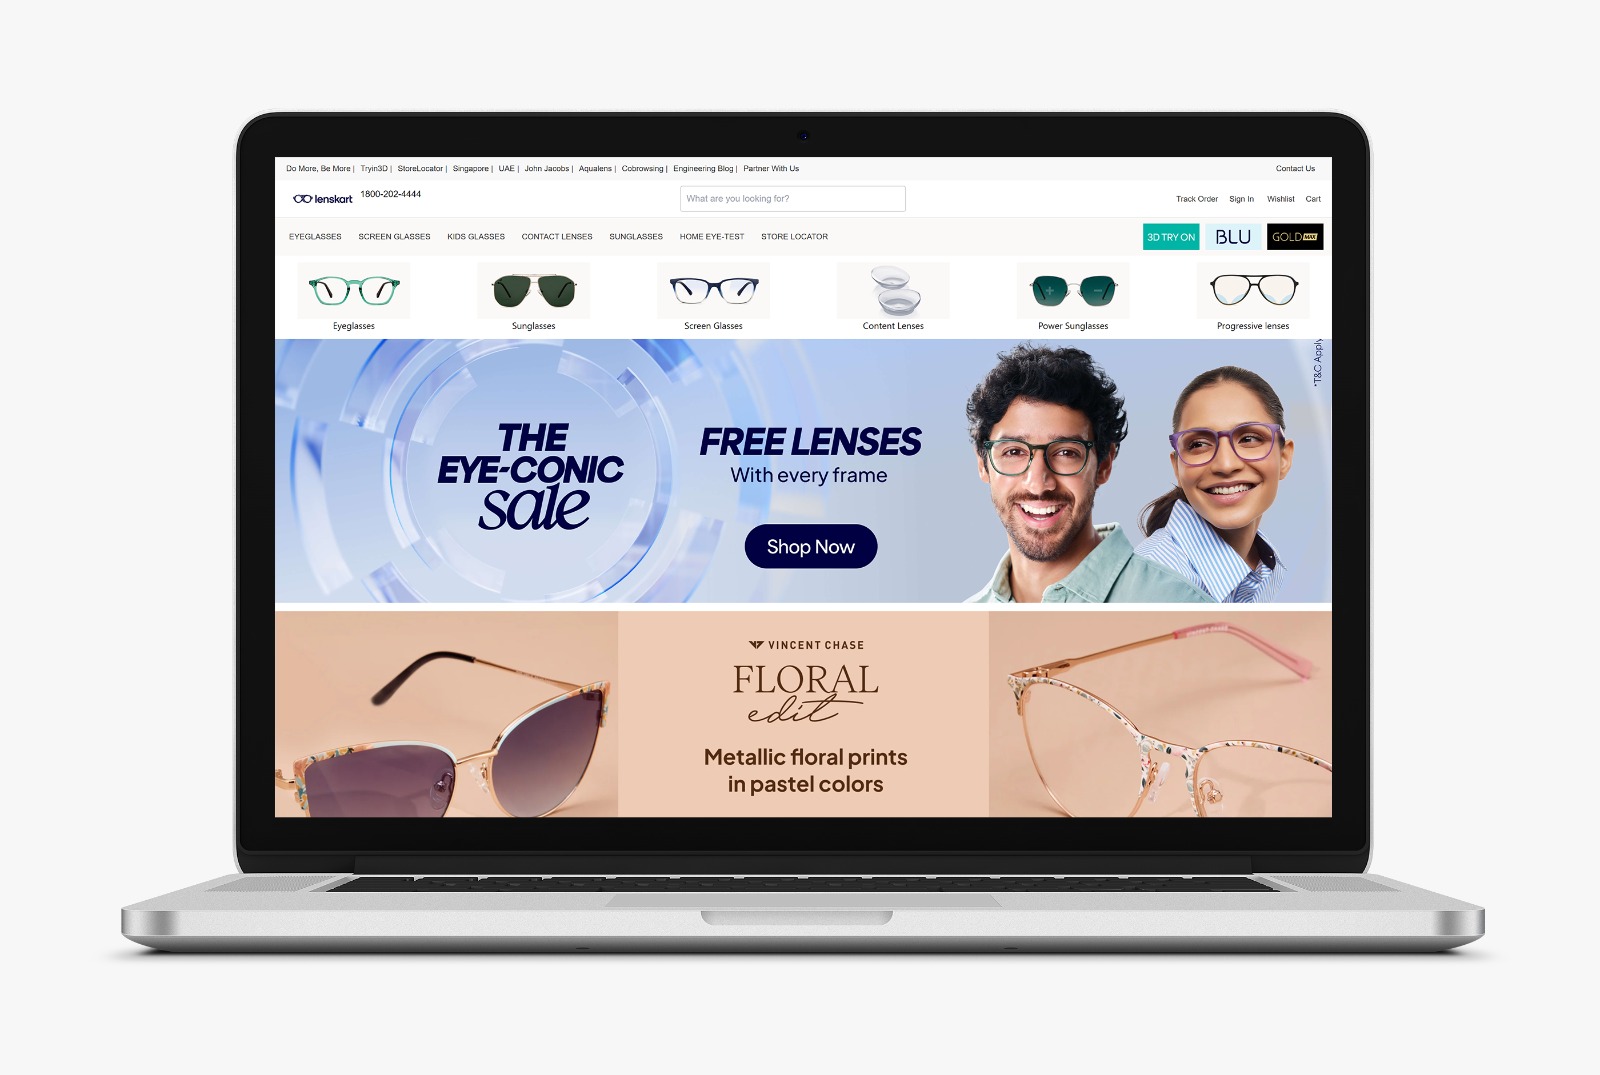 Do More, Be More | Tryin3D | StoreLocator | Singapore | UAE | John Jacobs | Aqualens | Cobrowsing | Engineering Blog | Partner With Us
Contact Us
lenskart
1800-202-4444
What are you looking for?
Track Order Sign In Wishlist Cart
EYEGLASSES SCREEN GLASSES KIDS GLASSES CONTACT LENSES SUNGLASSES HOME EYE-TEST STORE LOCATOR
3D TRY ON
BLU
GOLD MAX
Eyeglasses
Sunglasses
Screen Glasses
Content Lenses
Power Sunglasses
Progressive lenses
*T&C Apply
THE
EYE-CONIC
sale
FREE LENSES
With every frame
Shop Now
VINCENT CHASE
FLORAL
edit
Metallic floral prints
in pastel colors
VINCENT CHASE